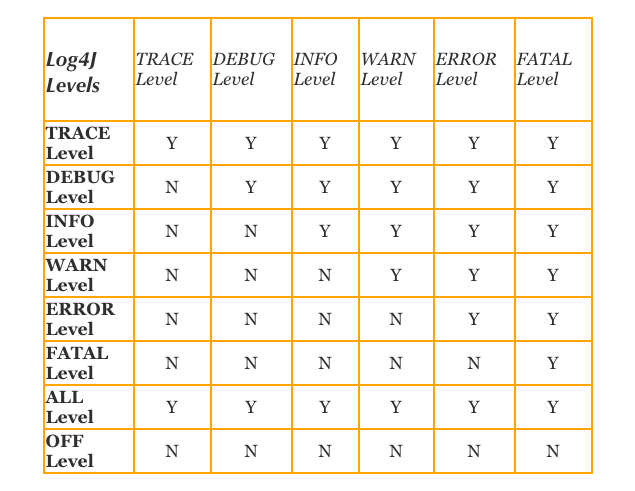 Log4J Levels TRACE Level DEBUG Level INFO Level WARN Level ERROR Level FATAL Level
TRACE Level Y Y Y Y Y Y
DEBUG Level N Y Y Y Y Y
INFO Level N N Y Y Y Y
WARN Level N N N Y Y Y
ERROR Level N N N N Y Y
FATAL Level N N N N N Y
ALL Level Y Y Y Y Y Y
OFF Level N N N N N N